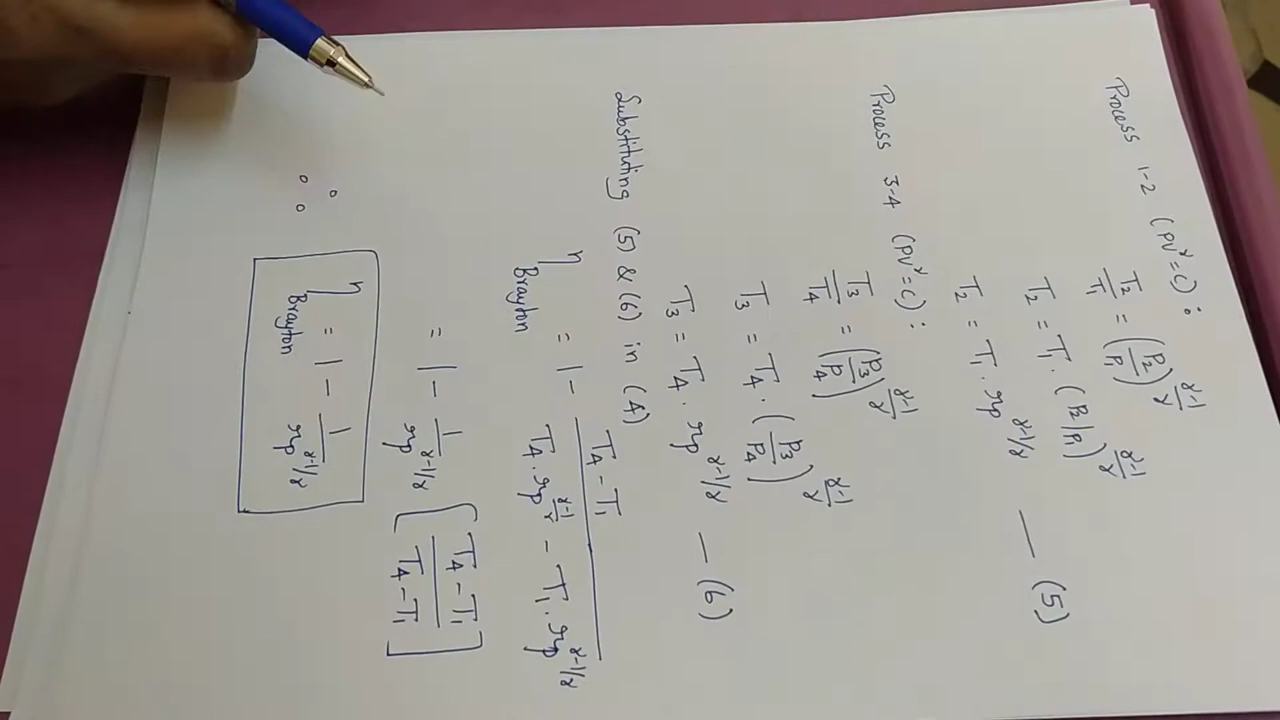 Process 1-2 (PV^γ=C):
T2/T1 = (P2/P1)^(γ-1/γ)
T2 = T1 . (P2/P1)^(γ-1/γ)
T2 = T1 . rp^(γ-1/γ) — (5)
Process 3-4 (PV^γ=C):
T3/T4 = (P3/P4)^(γ-1/γ)
T3 = T4 . (P3/P4)^(γ-1/γ)
T3 = T4 . rp^(γ-1/γ) — (6)
Substituting (5) & (6) in (4)
η Brayton = 1 - (T4 - T1)/(T4 . rp^(γ-1/γ) - T1 . rp^(γ-1/γ))
= 1 - 1/rp^(γ-1/γ) [(T4 - T1)/(T4 - T1)]
∴ η Brayton = 1 - 1/rp^(γ-1/γ)